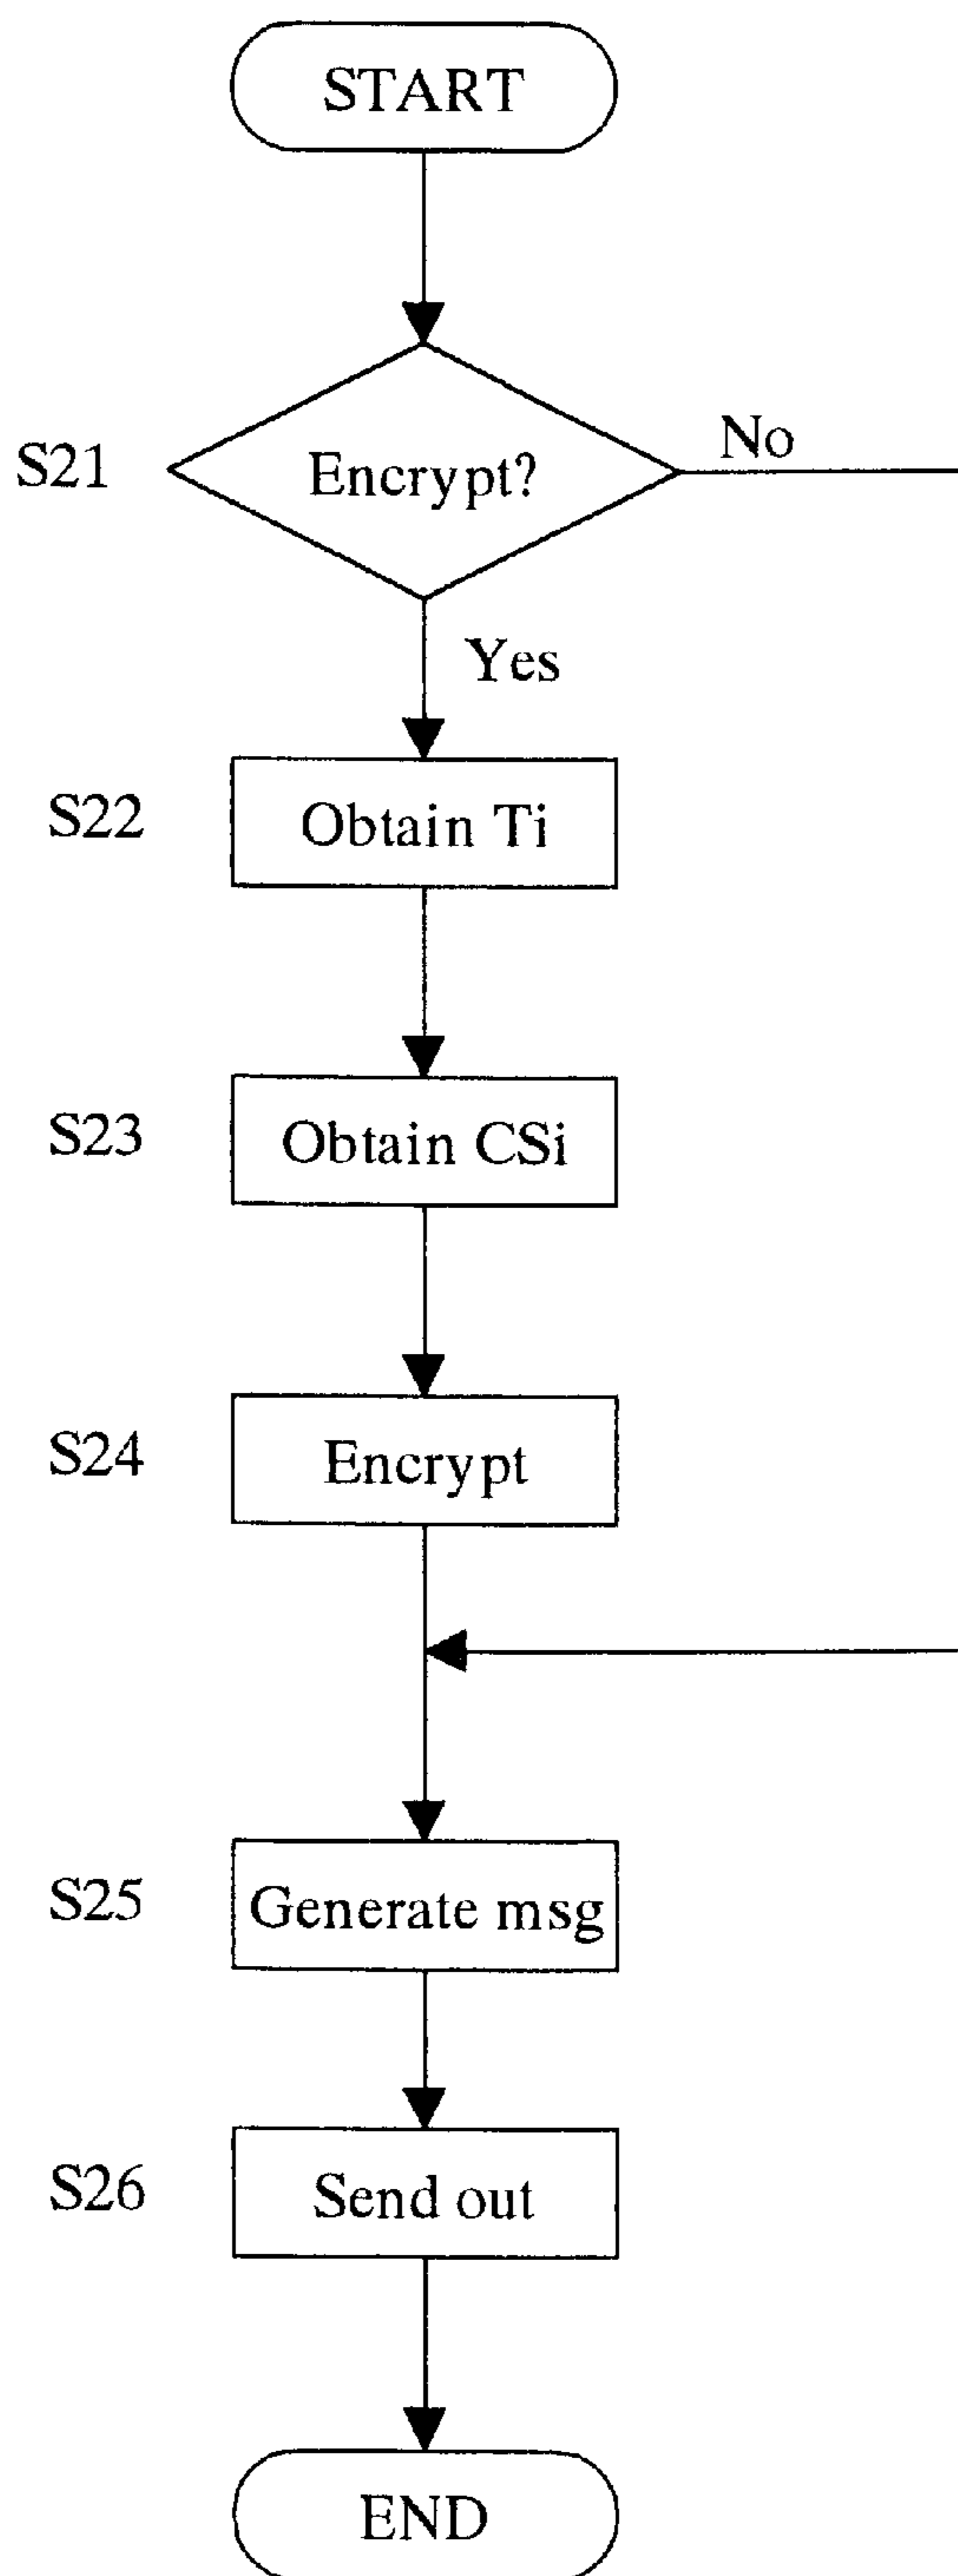 START
S21
Encrypt?
No
Yes
S22
Obtain Ti
S23
Obtain CSi
S24
Encrypt
S25
Generate msg
S26
Send out
END